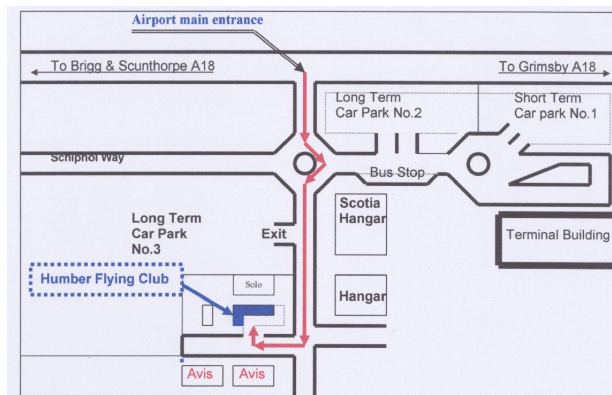 Airport main entrance
To Brigg & Scunthorpe A18
To Grimsby A18
Long Term
Car Park No.2
Short Term
Car park No.1
Schiphol Way
Bus Stop
Long Term
Car Park
No.3
Exit
Scotia
Hangar
Terminal Building
Humber Flying Club
Solo
Hangar
Avis
Avis